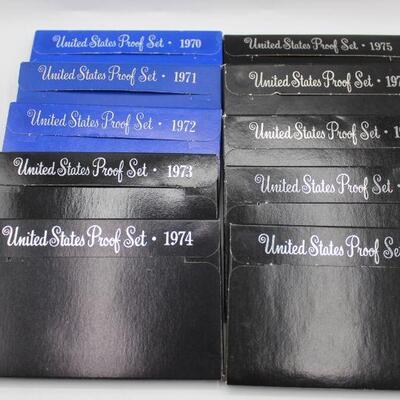 United States Proof Set • 1970
United States Proof Set • 1971
United States Proof Set • 1972
United States Proof Set • 1973
United States Proof Set • 1974
United States Proof Set • 1975
United States Proof Set • 197
United States Proof Set • 19
United States Proof Set •
United States Proof Set